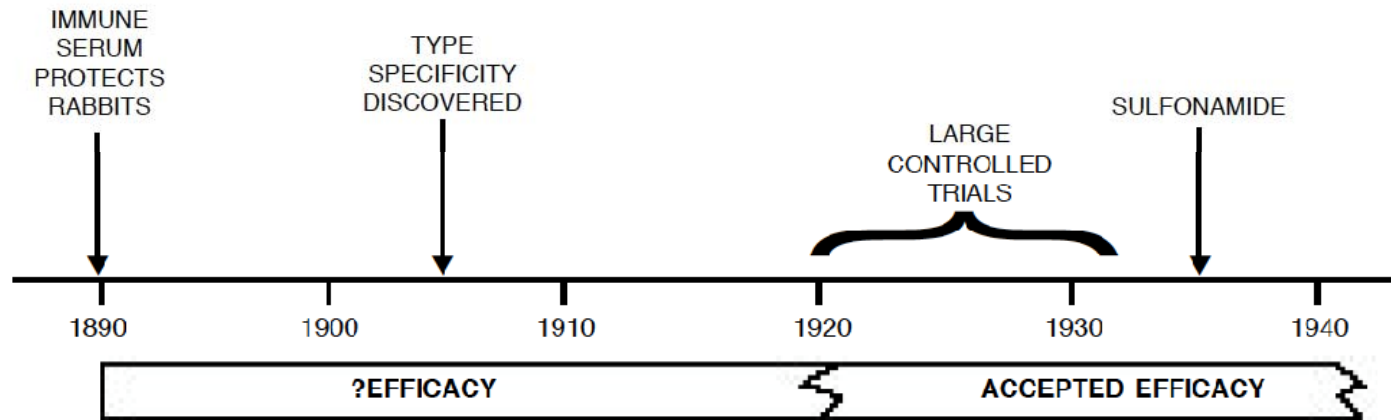 IMMUNE
SERUM
PROTECTS
RABBITS
TYPE
SPECIFICITY
DISCOVERED
LARGE
CONTROLLED
TRIALS
SULFONAMIDE
1890 1900 1910 1920 1930 1940
?EFFICACY ACCEPTED EFFICACY